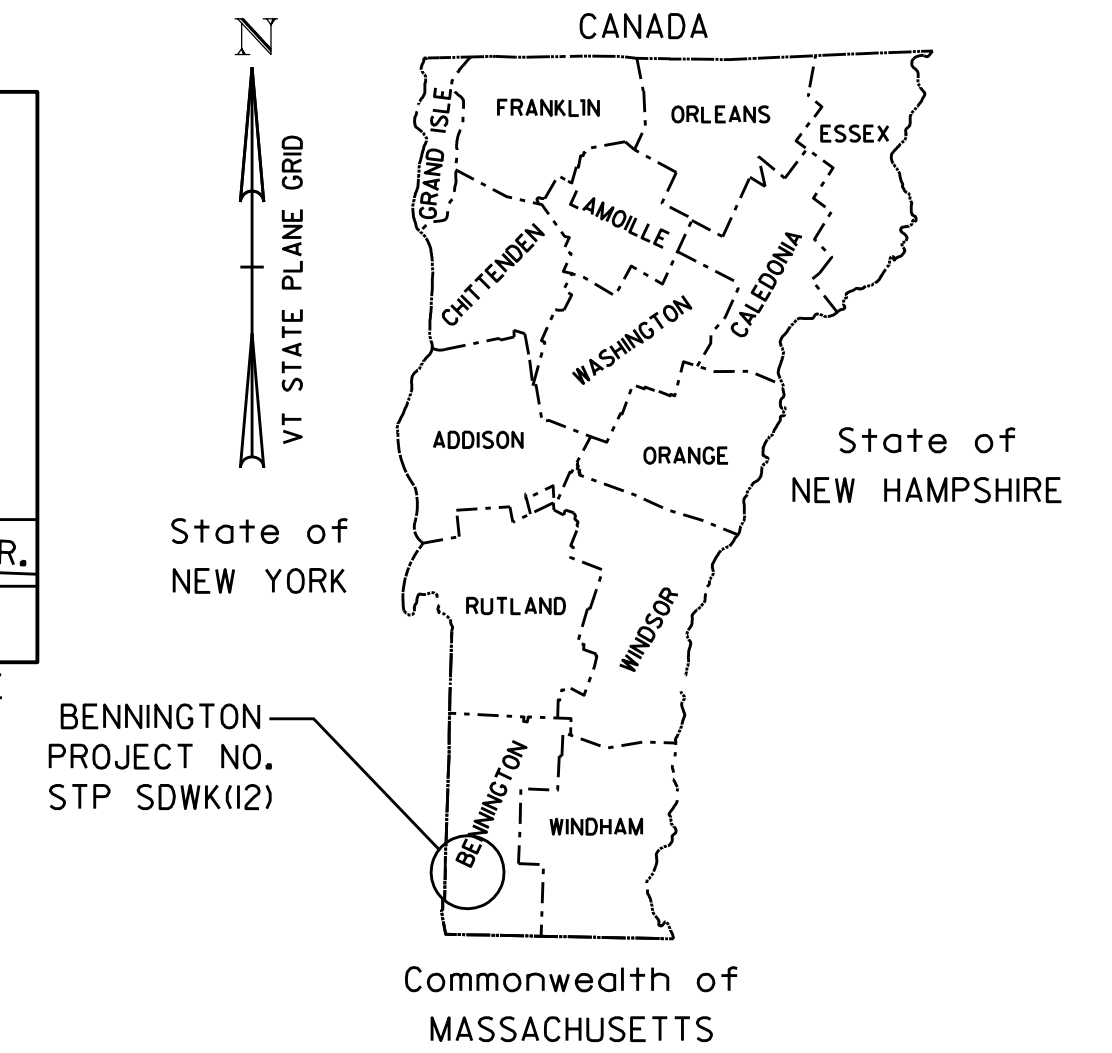 CANADA
N
VT STATE PLANE GRID
GRAND ISLE
FRANKLIN
ORLEANS
ESSEX
LAMOILLE
CHITTENDEN
CALEDONIA
WASHINGTON
ADDISON
ORANGE
State of
NEW HAMPSHIRE
State of
NEW YORK
R.
RUTLAND
WINDSOR
BENNINGTON
PROJECT NO.
STP SDWK(12)
BENNINGTON
WINDHAM
Commonwealth of
MASSACHUSETTS